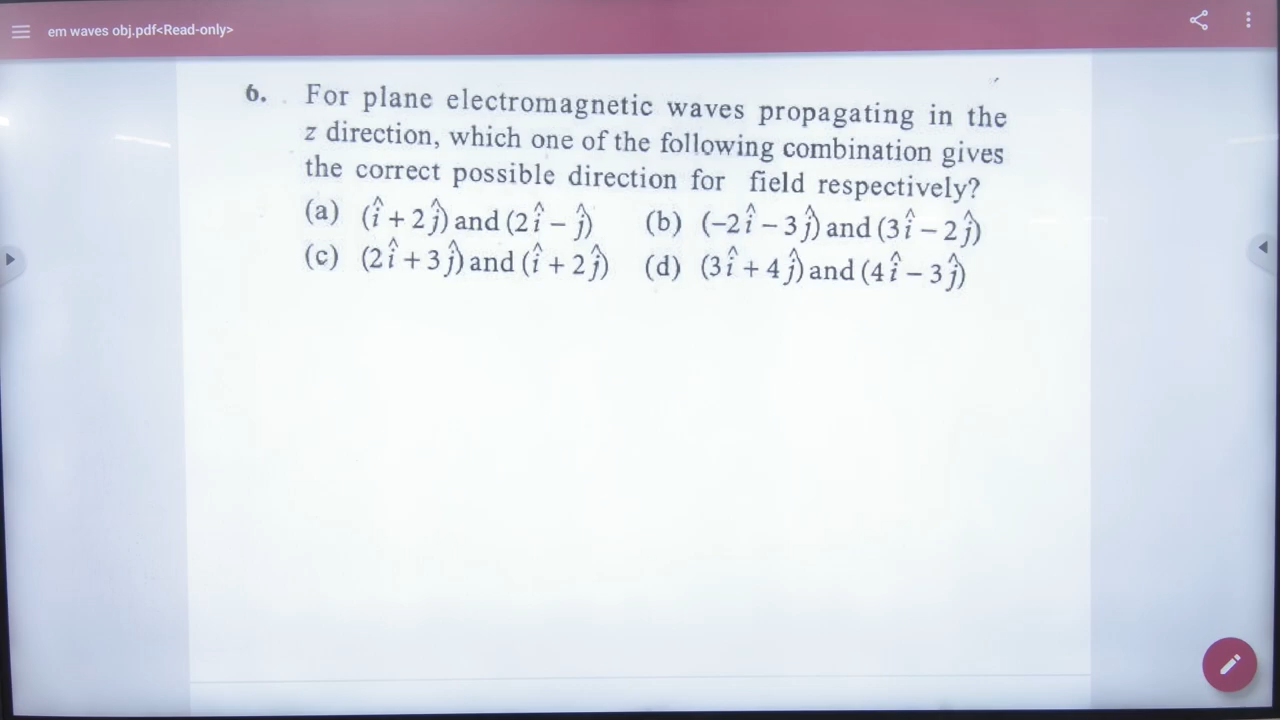 em waves obj.pdf<Read-only>
6. For plane electromagnetic waves propagating in the
z direction, which one of the following combination gives
the correct possible direction for field respectively?
(a) (î + 2ĵ) and (2î − ĵ) (b) (−2î − 3ĵ) and (3î − 2ĵ)
(c) (2î + 3ĵ) and (î + 2ĵ) (d) (3î + 4ĵ) and (4î − 3ĵ)